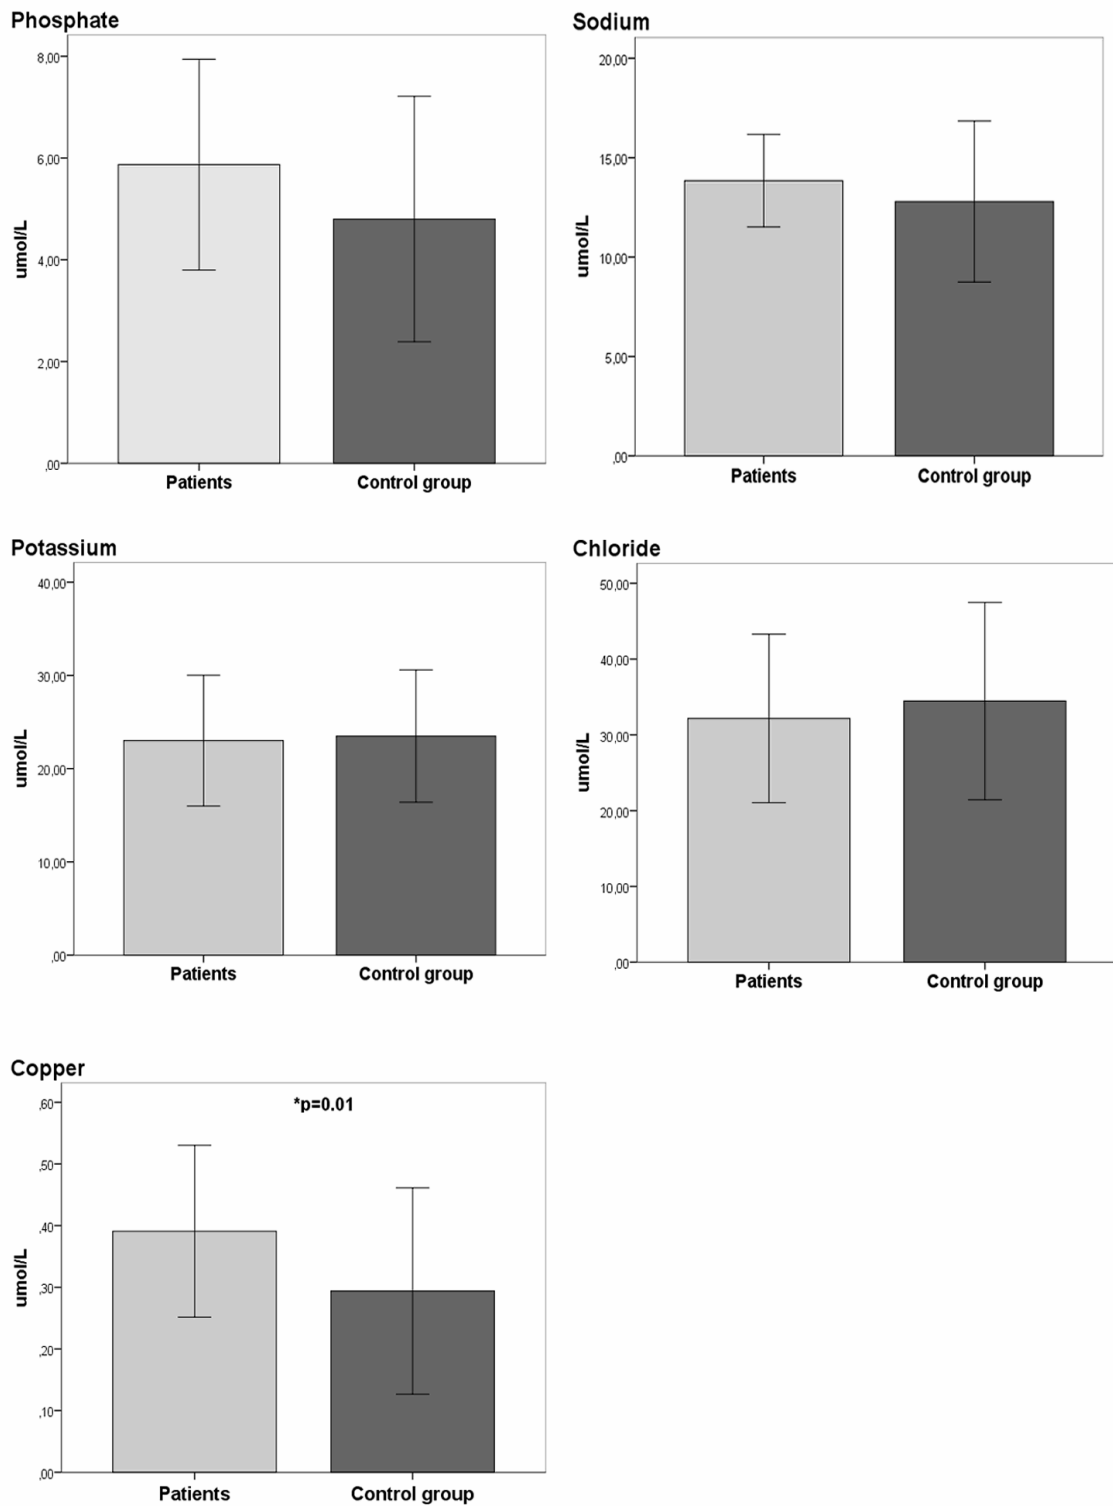 Phosphate
8,00
6,00
4,00
2,00
,00
umol/L
Patients
Control group
Sodium
20,00
15,00
10,00
5,00
,00
umol/L
Patients
Control group
Potassium
40,00
30,00
20,00
10,00
,00
umol/L
Patients
Control group
Chloride
50,00
40,00
30,00
20,00
10,00
,00
umol/L
Patients
Control group
Copper
*p=0.01
,60
,50
,40
,30
,20
,10
,00
umol/L
Patients
Control group